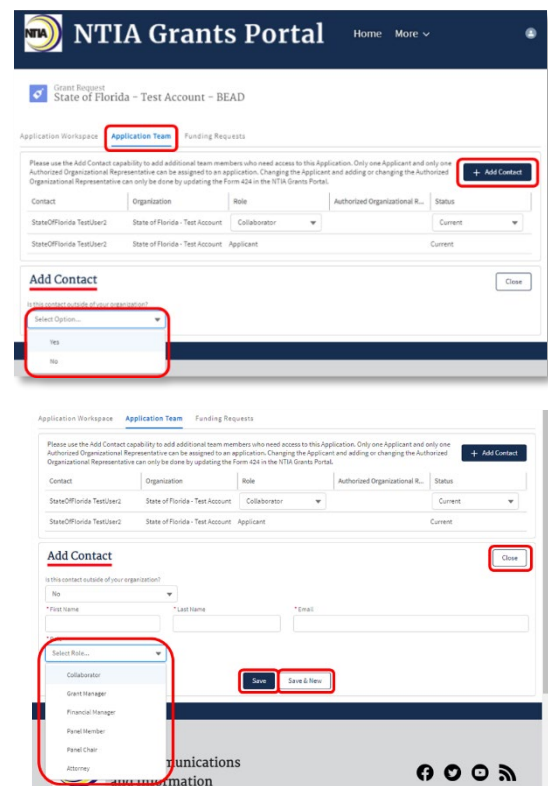 NTIA
NTIA Grants Portal
Home More
Grant Request
State of Florida - Test Account - BEAD
Application Workspace Application Team Funding Requests
Please use the Add Contact capability to add additional team members who need access to this Application. Only one Applicant and only one
Authorized Organizational Representative can be assigned to an application. Changing the Applicant and adding or changing the Authorized
Organizational Representative can only be done by updating the Form 424 in the NTIA Grants Portal.
+ Add Contact
Contact Organization Role Authorized Organizational R... Status
StateOfFlorida TestUser2 State of Florida - Test Account Collaborator Current
StateOfFlorida TestUser2 State of Florida - Test Account Applicant Current
Add Contact
Close
Is this contact outside of your organization?
Select Option...
Yes
No
Application Workspace Application Team Funding Requests
Please use the Add Contact capability to add additional team members who need access to this Application. Only one Applicant and only one
Authorized Organizational Representative can be assigned to an application. Changing the Applicant and adding or changing the Authorized
Organizational Representative can only be done by updating the Form 424 in the NTIA Grants Portal.
+ Add Contact
Contact Organization Role Authorized Organizational R... Status
StateOfFlorida TestUser2 State of Florida - Test Account Collaborator Current
StateOfFlorida TestUser2 State of Florida - Test Account Applicant Current
Add Contact
Close
Is this contact outside of your organization?
No
* First Name * Last Name * Email
Select Role...
Collaborator
Grant Manager
Financial Manager
Panel Member
Panel Chair
Attorney
Save Save & New
munications
and Information